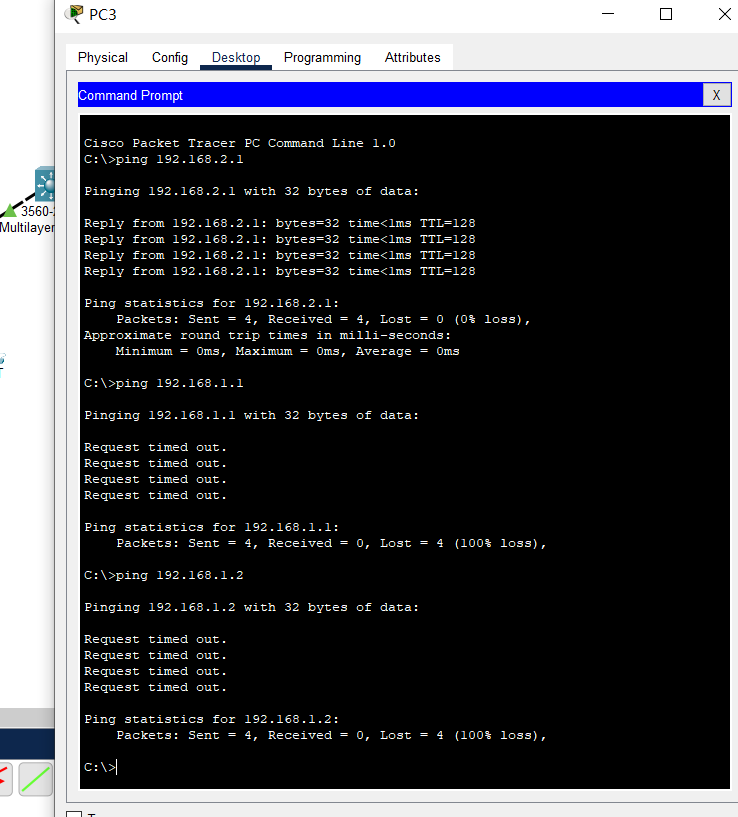 PC3
Physical Config Desktop Programming Attributes
Command Prompt
X
Cisco Packet Tracer PC Command Line 1.0
C:\>ping 192.168.2.1
Pinging 192.168.2.1 with 32 bytes of data:
Reply from 192.168.2.1: bytes=32 time<1ms TTL=128
Reply from 192.168.2.1: bytes=32 time<1ms TTL=128
Reply from 192.168.2.1: bytes=32 time<1ms TTL=128
Reply from 192.168.2.1: bytes=32 time<1ms TTL=128
Ping statistics for 192.168.2.1:
Packets: Sent = 4, Received = 4, Lost = 0 (0% loss),
Approximate round trip times in milli-seconds:
Minimum = 0ms, Maximum = 0ms, Average = 0ms
C:\>ping 192.168.1.1
Pinging 192.168.1.1 with 32 bytes of data:
Request timed out.
Request timed out.
Request timed out.
Request timed out.
Ping statistics for 192.168.1.1:
Packets: Sent = 4, Received = 0, Lost = 4 (100% loss),
C:\>ping 192.168.1.2
Pinging 192.168.1.2 with 32 bytes of data:
Request timed out.
Request timed out.
Request timed out.
Request timed out.
Ping statistics for 192.168.1.2:
Packets: Sent = 4, Received = 0, Lost = 4 (100% loss),
C:\>
3560-
Multilayer